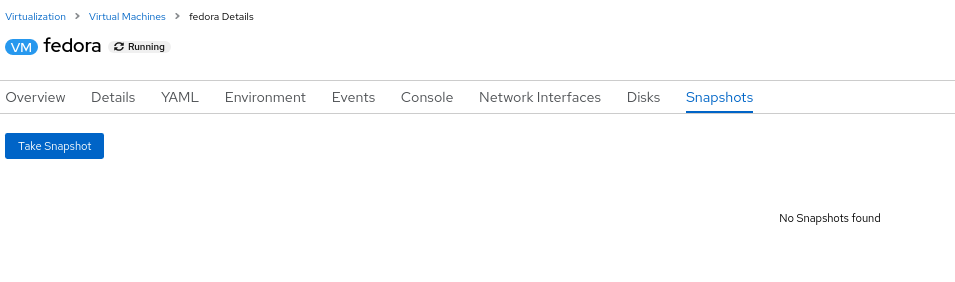 Virtualization > Virtual Machines > fedora Details
VM fedora Running
Overview Details YAML Environment Events Console Network Interfaces Disks Snapshots
Take Snapshot
No Snapshots found